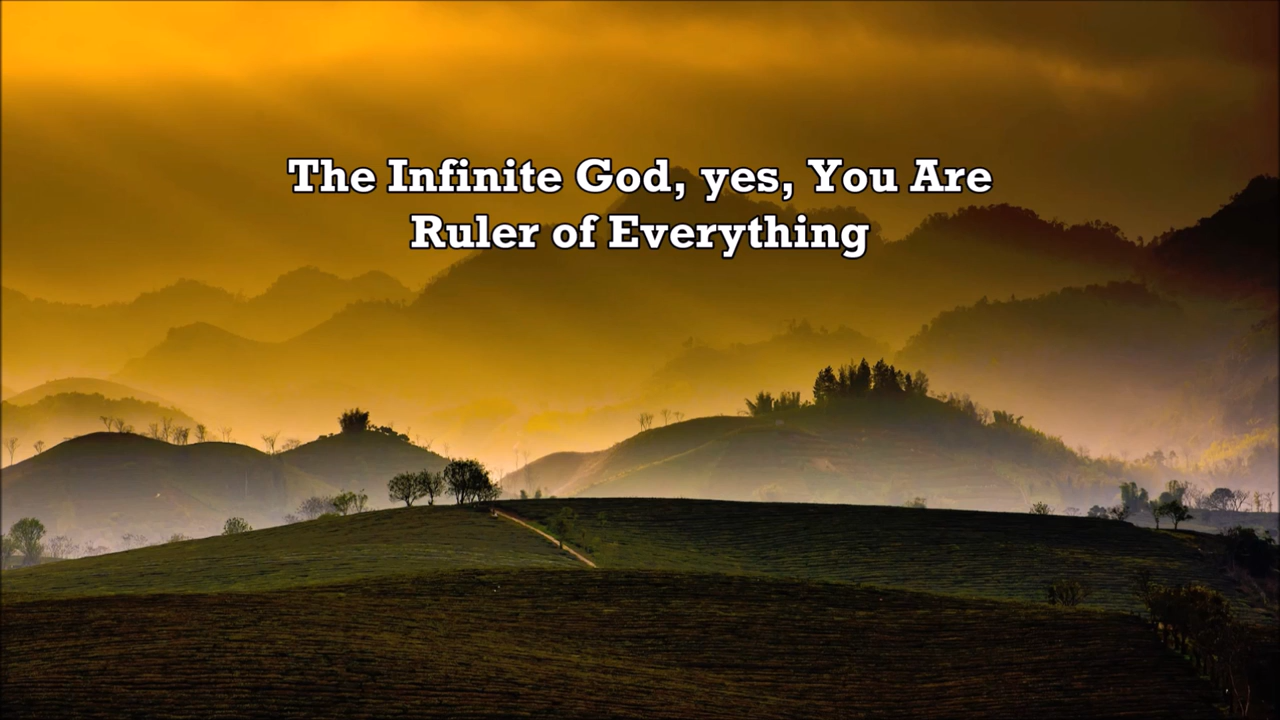 The Infinite God, yes, You Are
Ruler of Everything